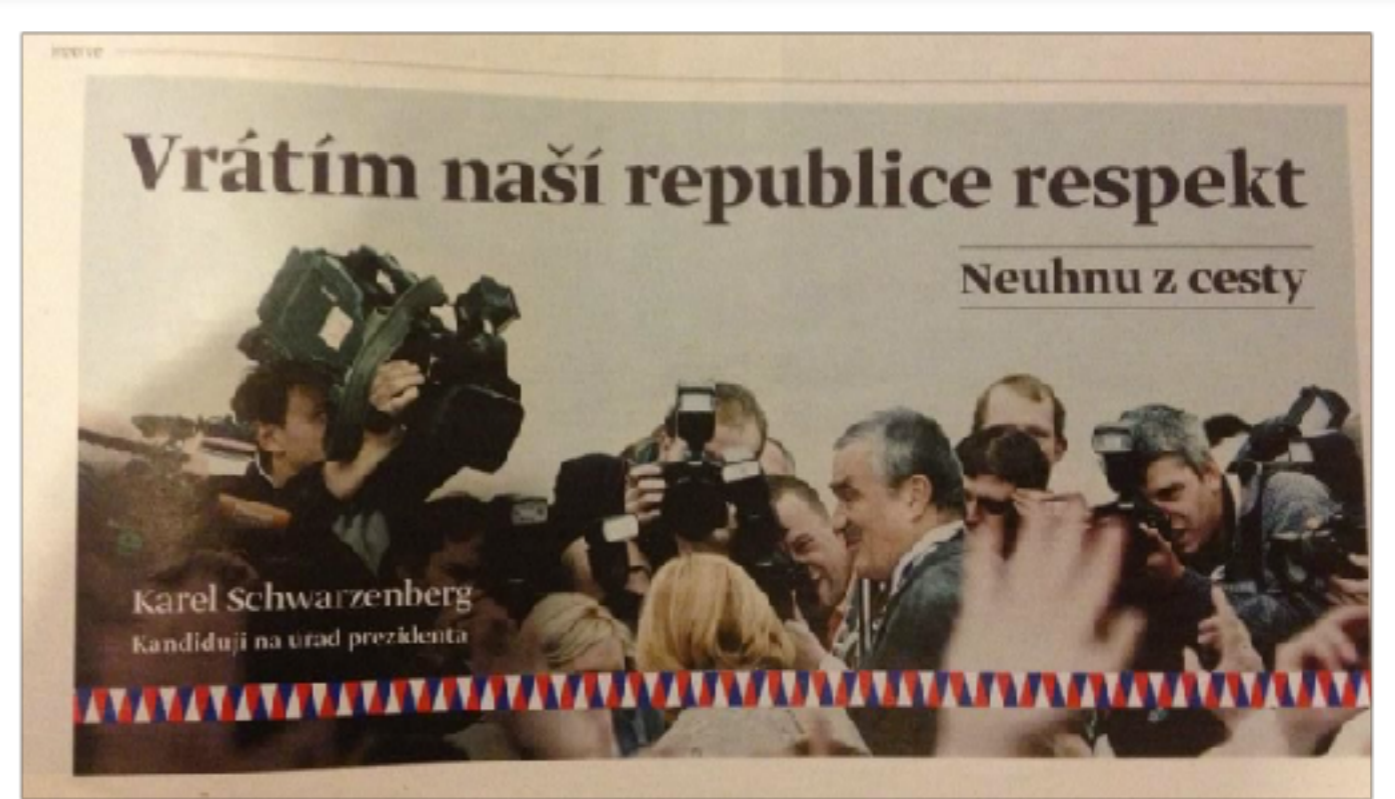 Vrátím naší republice respekt
Neuhnu z cesty
Karel Schwarzenberg
Kandiduji na úřad prezidenta